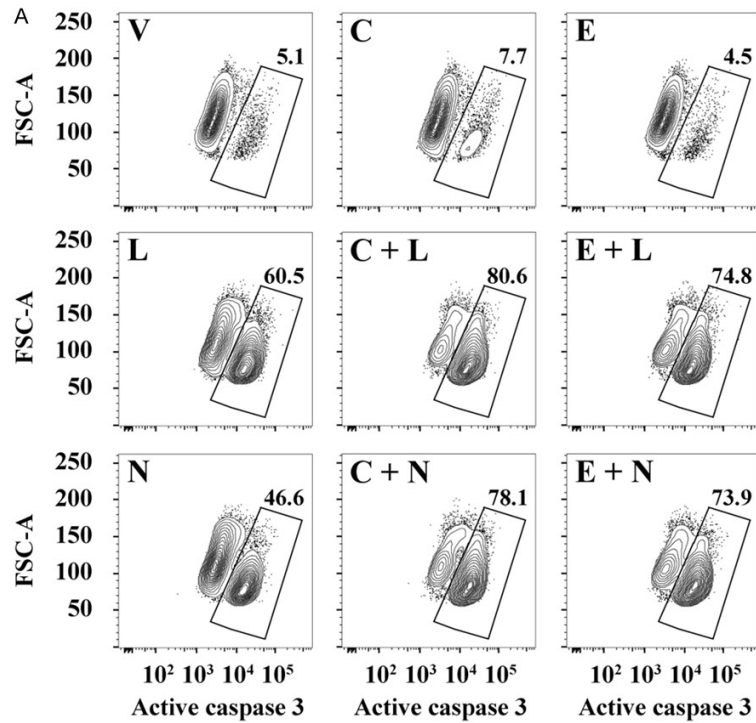 A
V
5.1
C
7.7
E
4.5
FSC-A
250
200
150
100
50
L
60.5
C + L
80.6
E + L
74.8
FSC-A
250
200
150
100
50
N
46.6
C + N
78.1
E + N
73.9
FSC-A
250
200
150
100
50
10² 10³ 10⁴ 10⁵
10² 10³ 10⁴ 10⁵
10² 10³ 10⁴ 10⁵
Active caspase 3
Active caspase 3
Active caspase 3